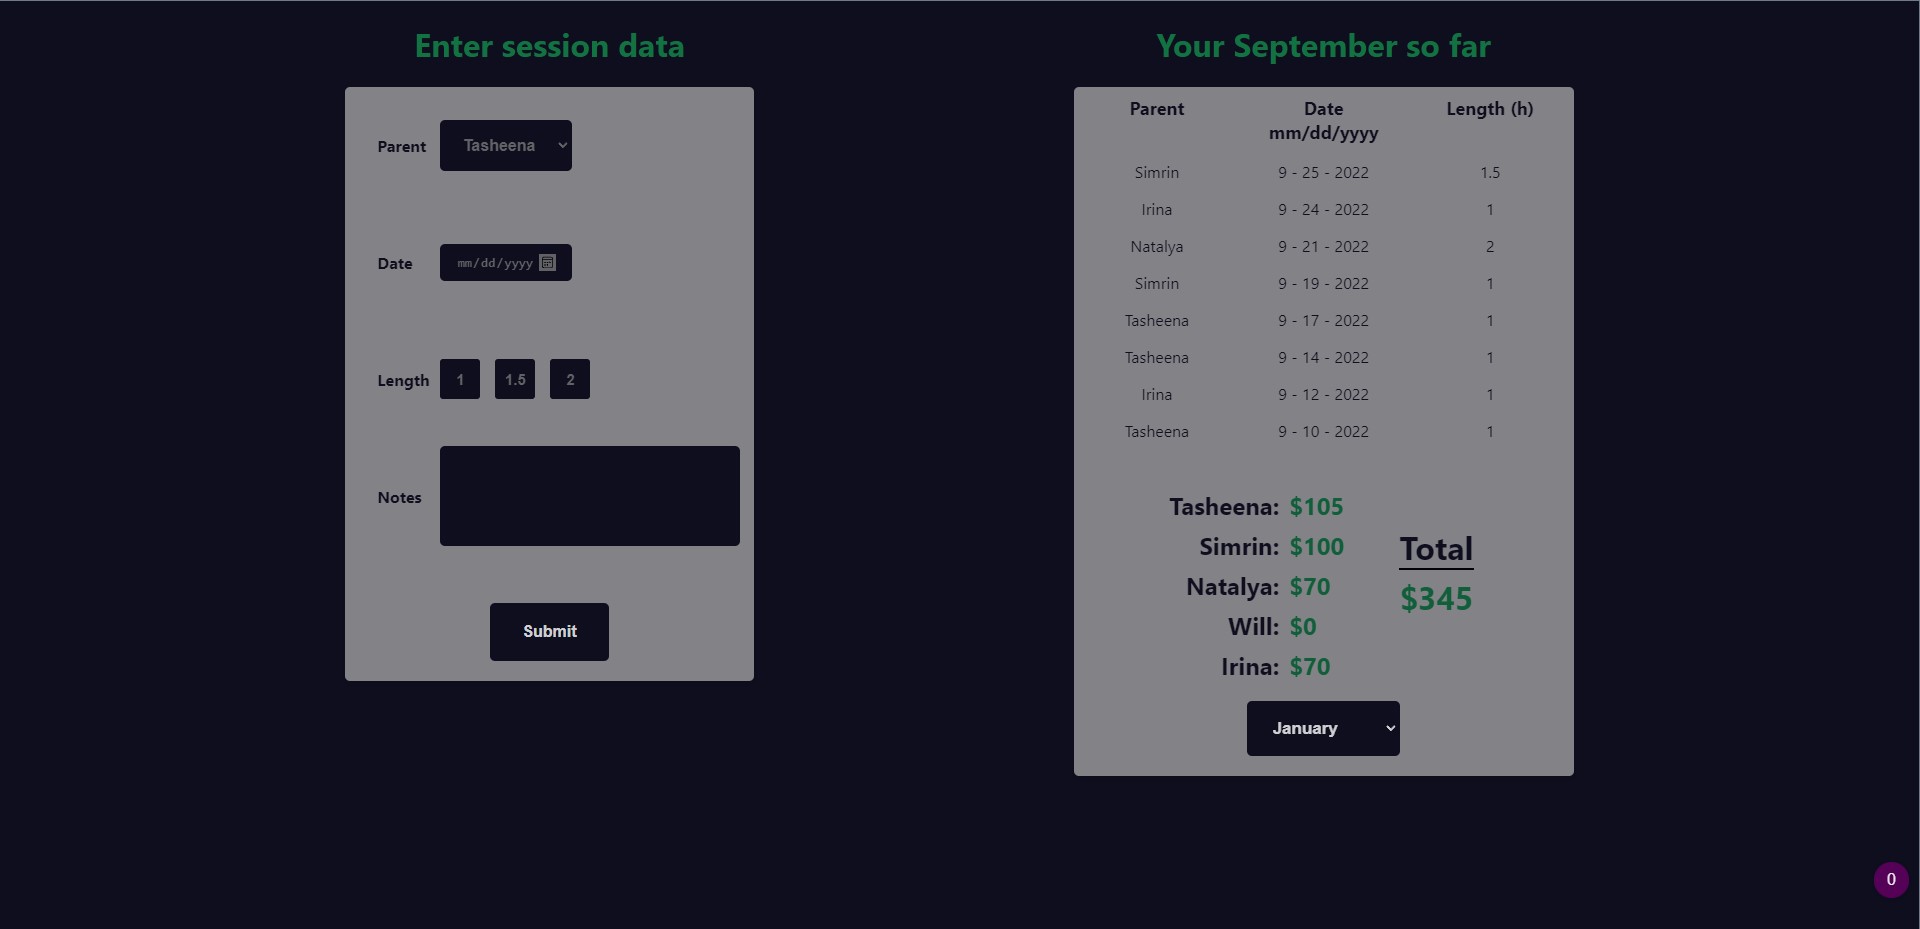 Enter session data
Parent Tasheena
Date mm/dd/yyyy
Length 1 1.5 2
Notes
Submit
Your September so far
Parent Date Length (h)
mm/dd/yyyy
Simrin 9 - 25 - 2022 1.5
Irina 9 - 24 - 2022 1
Natalya 9 - 21 - 2022 2
Simrin 9 - 19 - 2022 1
Tasheena 9 - 17 - 2022 1
Tasheena 9 - 14 - 2022 1
Irina 9 - 12 - 2022 1
Tasheena 9 - 10 - 2022 1
Tasheena: $105
Simrin: $100
Natalya: $70
Will: $0
Irina: $70
Total
$345
January
0